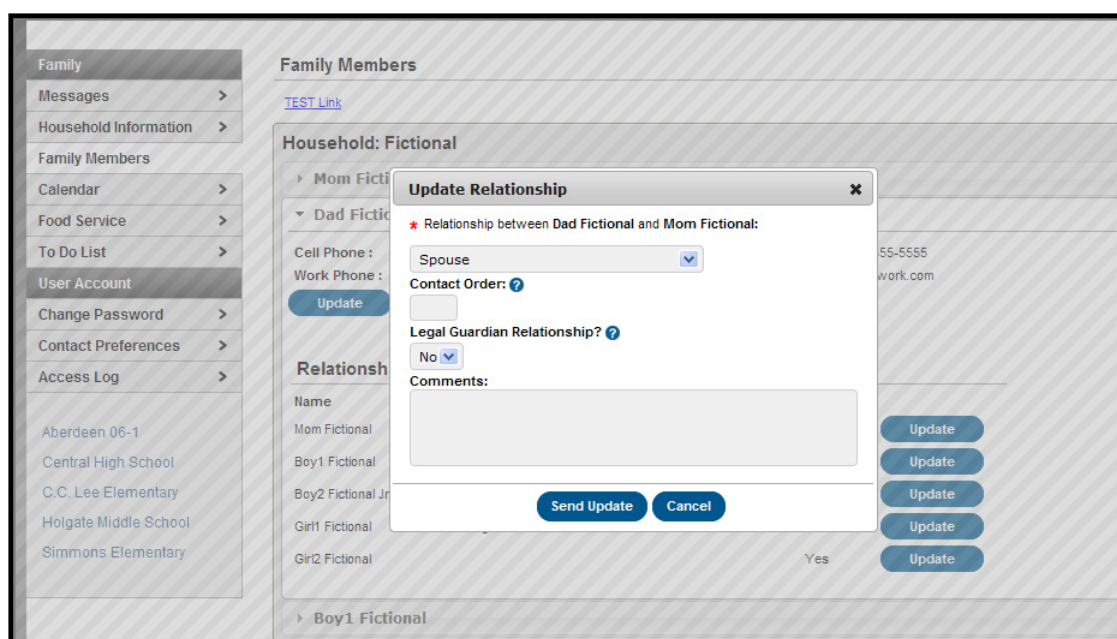 Family
Messages
Household Information
Family Members
Calendar
Food Service
To Do List
User Account
Change Password
Contact Preferences
Access Log
Aberdeen 06-1
Central High School
C.C. Lee Elementary
Holgate Middle School
Simmons Elementary
Family Members
TEST Link
Household: Fictional
Mom Ficti
Dad Fictio
Cell Phone :
55-5555
Work Phone :
work.com
Update
Relationsh
Name
Mom Fictional Update
Boy1 Fictional Update
Boy2 Fictional Jr Update
Girl1 Fictional Update
Girl2 Fictional Yes Update
Boy1 Fictional
Update Relationship
* Relationship between Dad Fictional and Mom Fictional:
Spouse
Contact Order: ?
Legal Guardian Relationship? ?
No
Comments:
Send Update Cancel